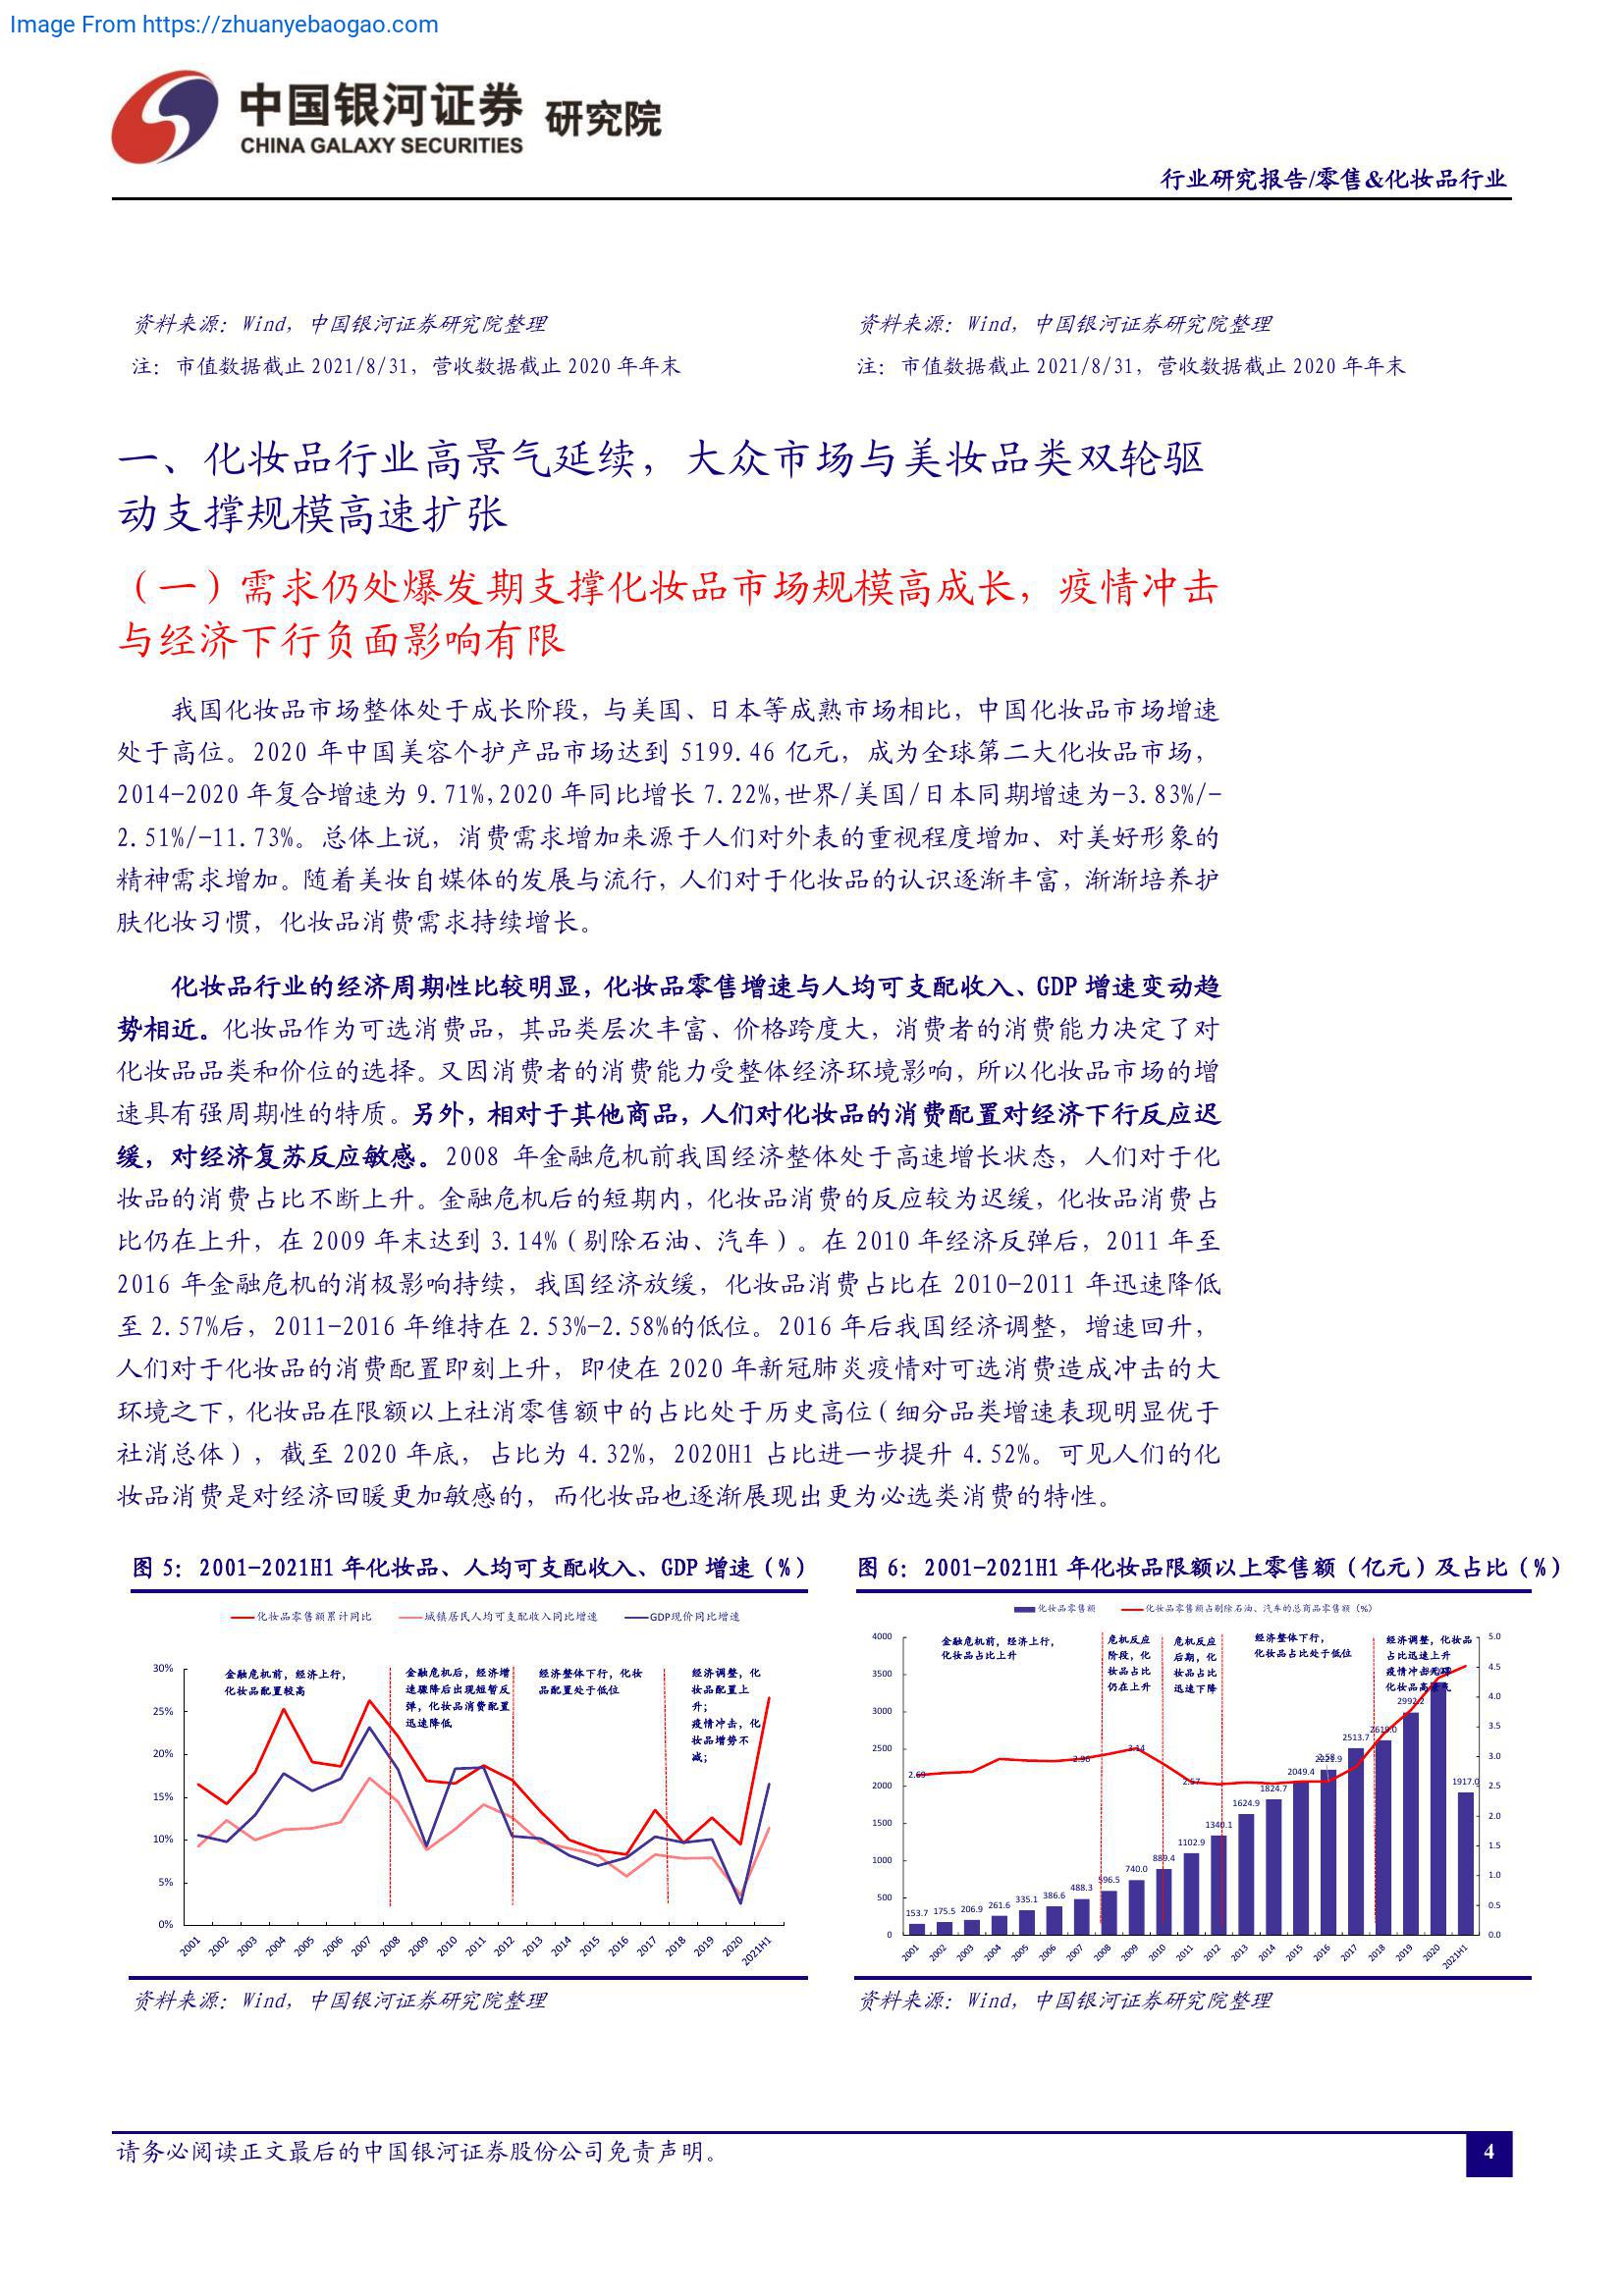 Image From https://zhuanyebaogao.com
中国银河证券 研究院
CHINA GALAXY SECURITIES
行业研究报告/零售&化妆品行业
资料来源：Wind，中国银河证券研究院整理
注：市值数据截止 2021/8/31，营收数据截止 2020 年年末
资料来源：Wind，中国银河证券研究院整理
注：市值数据截止 2021/8/31，营收数据截止 2020 年年末
一、化妆品行业高景气延续，大众市场与美妆品类双轮驱
动支撑规模高速扩张
（一）需求仍处爆发期支撑化妆品市场规模高成长，疫情冲击
与经济下行负面影响有限
我国化妆品市场整体处于成长阶段，与美国、日本等成熟市场相比，中国化妆品市场增速
处于高位。2020 年中国美容个护产品市场达到 5199.46 亿元，成为全球第二大化妆品市场，
2014-2020 年复合增速为 9.71%,2020 年同比增长 7.22%,世界/美国/日本同期增速为-3.83%/-
2.51%/-11.73%。总体上说，消费需求增加来源于人们对外表的重视程度增加、对美好形象的
精神需求增加。随着美妆自媒体的发展与流行，人们对于化妆品的认识逐渐丰富，渐渐培养护
肤化妆习惯，化妆品消费需求持续增长。
化妆品行业的经济周期性比较明显，化妆品零售增速与人均可支配收入、GDP 增速变动趋
势相近。化妆品作为可选消费品，其品类层次丰富、价格跨度大，消费者的消费能力决定了对
化妆品品类和价位的选择。又因消费者的消费能力受整体经济环境影响，所以化妆品市场的增
速具有强周期性的特质。另外，相对于其他商品，人们对化妆品的消费配置对经济下行反应迟
缓，对经济复苏反应敏感。2008 年金融危机前我国经济整体处于高速增长状态，人们对于化
妆品的消费占比不断上升。金融危机后的短期内，化妆品消费的反应较为迟缓，化妆品消费占
比仍在上升，在 2009 年末达到 3.14%（剔除石油、汽车）。在 2010 年经济反弹后，2011 年至
2016 年金融危机的消极影响持续，我国经济放缓，化妆品消费占比在 2010-2011 年迅速降低
至 2.57%后，2011-2016 年维持在 2.53%-2.58%的低位。2016 年后我国经济调整，增速回升，
人们对于化妆品的消费配置即刻上升，即使在 2020 年新冠肺炎疫情对可选消费造成冲击的大
环境之下，化妆品在限额以上社消零售额中的占比处于历史高位（细分品类增速表现明显优于
社消总体），截至 2020 年底，占比为 4.32%，2020H1 占比进一步提升 4.52%。可见人们的化
妆品消费是对经济回暖更加敏感的，而化妆品也逐渐展现出更为必选类消费的特性。
图 5：2001-2021H1 年化妆品、人均可支配收入、GDP 增速（%）
化妆品零售额累计同比 城镇居民人均可支配收入同比增速 GDP现价同比增速
30%
25%
20%
15%
10%
5%
0%
金融危机前，经济上行，
化妆品配置较高
金融危机后，经济增
速骤降后出现短暂反
弹，化妆品消费配置
迅速降低
经济整体下行，化妆
品配置处于低位
经济调整，化
妆品配置上
升；
疫情冲击，化
妆品增势不
减；
2001 2002 2003 2004 2005 2006 2007 2008 2009 2010 2011 2012 2013 2014 2015 2016 2017 2018 2019 2020 2021H1
资料来源：Wind，中国银河证券研究院整理
图 6：2001-2021H1 年化妆品限额以上零售额（亿元）及占比（%）
化妆品零售额 化妆品零售额占剔除石油、汽车的总商品零售额（%）
4000
3500
3000
2500
2000
1500
1000
500
0
5.0
4.5
4.0
3.5
3.0
2.5
2.0
1.5
1.0
0.5
0.0
金融危机前，经济上行，
化妆品占比上升
危机反应
阶段，化
妆品占比
仍在上升
危机反应
后期，化
妆品占比
迅速下降
经济整体下行，
化妆品占比处于低位
经济调整，化妆品
占比迅速上升
疫情冲击
化妆品高景气
2.69 2.96 3.14 2.57 2.58
153.7 175.5 206.9 261.6 335.1 386.6 488.3 596.5 740.0 889.4 1102.9 1340.1 1624.9 1824.7 2049.4 2513.7 2619.0 2992.2 1917.0
2001 2002 2003 2004 2005 2006 2007 2008 2009 2010 2011 2012 2013 2014 2015 2016 2017 2018 2019 2020 2021H1
资料来源：Wind，中国银河证券研究院整理
请务必阅读正文最后的中国银河证券股份公司免责声明。
4